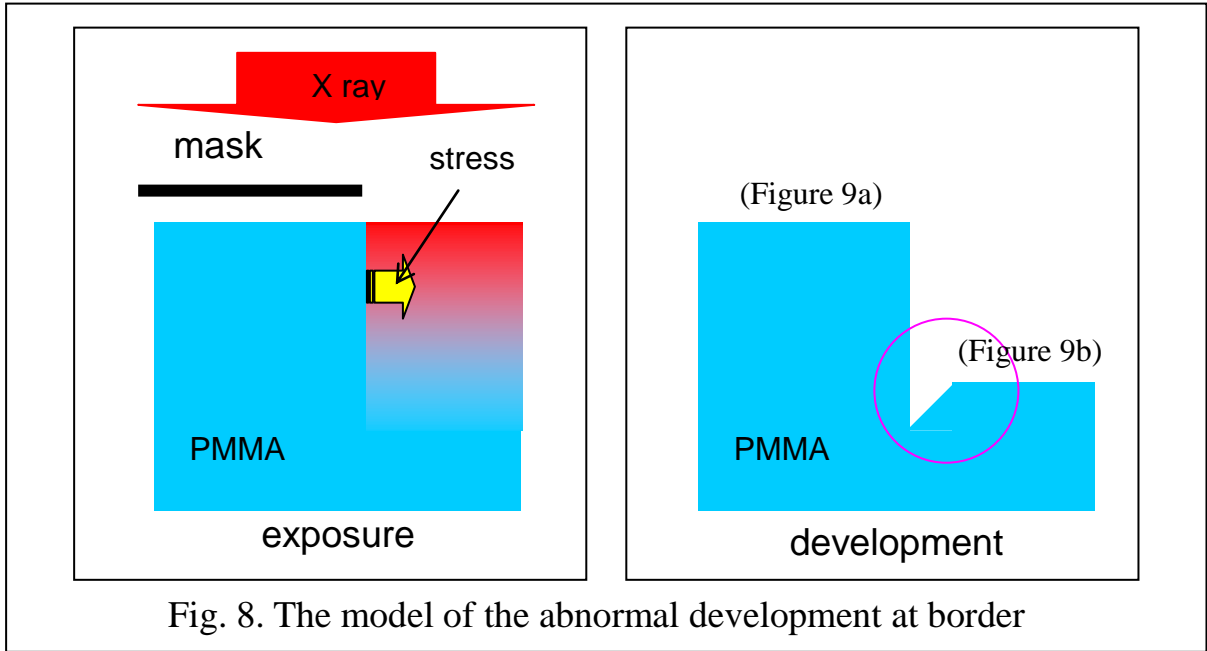 X ray
mask
stress
PMMA
exposure
(Figure 9a)
(Figure 9b)
PMMA
development
Fig. 8. The model of the abnormal development at border